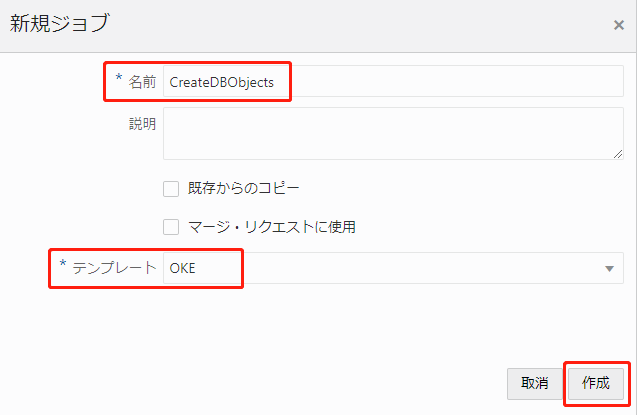 新規ジョブ ×
* 名前 CreateDBObjects
説明
既存からのコピー
マージ・リクエストに使用
* テンプレート OKE
取消 作成